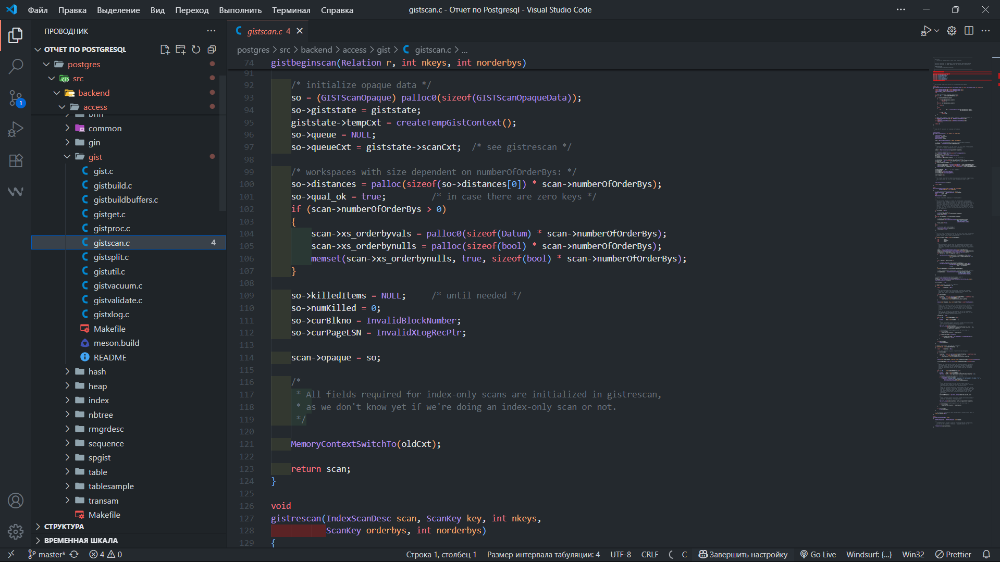 Файл Правка Выделение Вид Переход Выполнить Терминал Справка
gistscan.c - Отчет по Postgresql - Visual Studio Code
ПРОВОДНИК
ОТЧЕТ ПО POSTGRESQL
postgres
src
backend
access
brin
common
gin
gist
gist.c
gistbuild.c
gistbuildbuffers.c
gistget.c
gistproc.c
gistscan.c 4
gistsplit.c
gistutil.c
gistvacuum.c
gistvalidate.c
gistxlog.c
Makefile
meson.build
README
hash
heap
index
nbtree
rmgrdesc
sequence
spgist
table
tablesample
transam
Makefile
СТРУКТУРА
ВРЕМЕННАЯ ШКАЛА
1
gistscan.c 4
postgres > src > backend > access > gist > gistscan.c > ...
74 gistbeginscan(Relation r, int nkeys, int norderbys)
91
92 /* initialize opaque data */
93 so = (GISTScanOpaque) palloc0(sizeof(GISTScanOpaqueData));
94 so->giststate = giststate;
95 giststate->tempCxt = createTempGistContext();
96 so->queue = NULL;
97 so->queueCxt = giststate->scanCxt; /* see gistrescan */
98
99 /* workspaces with size dependent on numberOfOrderBys: */
100 so->distances = palloc(sizeof(so->distances[0]) * scan->numberOfOrderBys);
101 so->qual_ok = true; /* in case there are zero keys */
102 if (scan->numberOfOrderBys > 0)
103 {
104 scan->xs_orderbyvals = palloc0(sizeof(Datum) * scan->numberOfOrderBys);
105 scan->xs_orderbynulls = palloc(sizeof(bool) * scan->numberOfOrderBys);
106 memset(scan->xs_orderbynulls, true, sizeof(bool) * scan->numberOfOrderBys);
107 }
108
109 so->killedItems = NULL; /* until needed */
110 so->numKilled = 0;
111 so->curBlkno = InvalidBlockNumber;
112 so->curPageLSN = InvalidXLogRecPtr;
113
114 scan->opaque = so;
115
116 /*
117 * All fields required for index-only scans are initialized in gistrescan,
118 * as we don't know yet if we're doing an index-only scan or not.
119 */
120
121 MemoryContextSwitchTo(oldCxt);
122
123 return scan;
124 }
125
126 void
127 gistrescan(IndexScanDesc scan, ScanKey key, int nkeys,
128 ScanKey orderbys, int norderbys)
129 {
master* 4 0 Строка 1, столбец 1 Размер интервала табуляции: 4 UTF-8 CRLF C Завершить настройку Go Live Windsurf: {...} Win32 Prettier